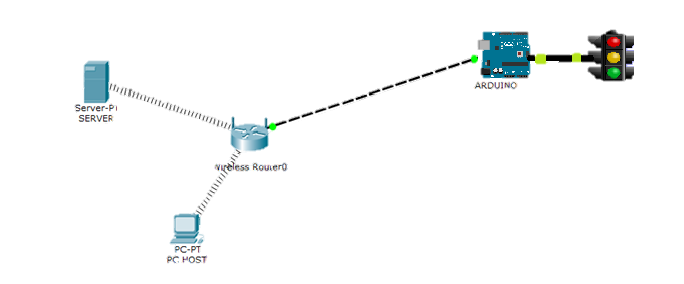 ARDUINO
Server-PT
SERVER
Wireless Router0
PC-PT
PC HOST